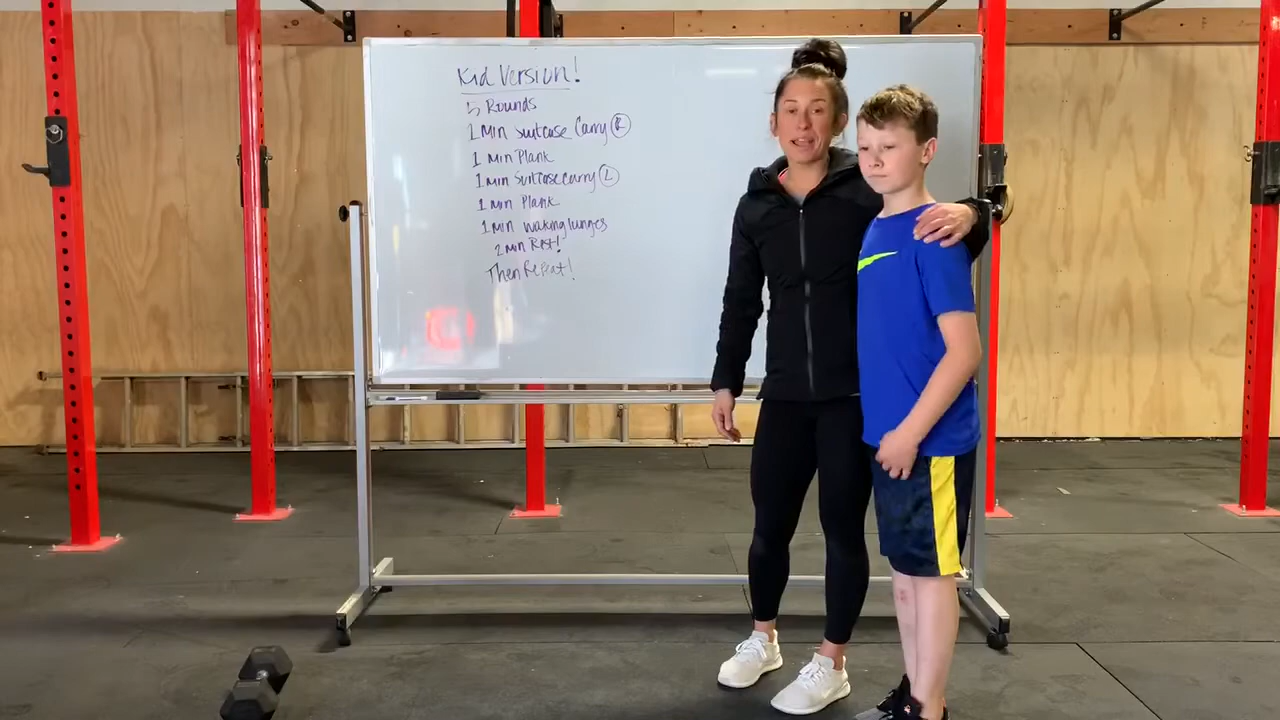 Kid Version!
5 Rounds
1 Min Suitcase Carry (R)
1 Min Plank
1 Min Suitcase Carry (L)
1 Min Plank
1 Min Walking lunges
2 Min Rest!
Then Repeat!